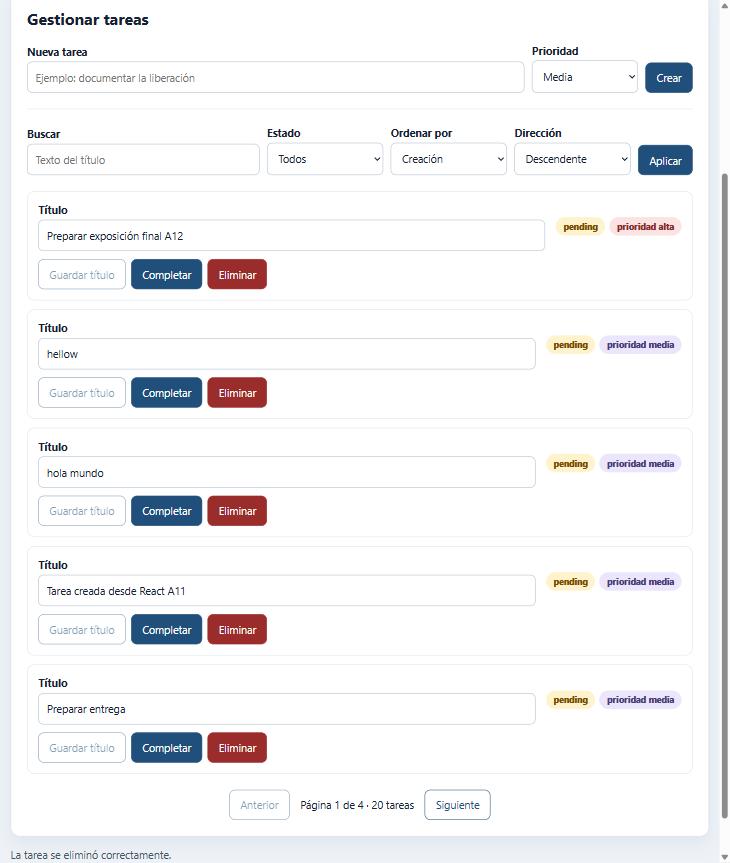 Gestionar tareas
Nueva tarea
Prioridad
Ejemplo: documentar la liberación
Media
Crear
Buscar
Estado
Ordenar por
Dirección
Texto del título
Todos
Creación
Descendente
Aplicar
Título
Preparar exposición final A12
pending
prioridad alta
Guardar título
Completar
Eliminar
Título
hellow
pending
prioridad media
Guardar título
Completar
Eliminar
Título
hola mundo
pending
prioridad media
Guardar título
Completar
Eliminar
Título
Tarea creada desde React A11
pending
prioridad media
Guardar título
Completar
Eliminar
Título
Preparar entrega
pending
prioridad media
Guardar título
Completar
Eliminar
Anterior
Página 1 de 4 · 20 tareas
Siguiente
La tarea se eliminó correctamente.